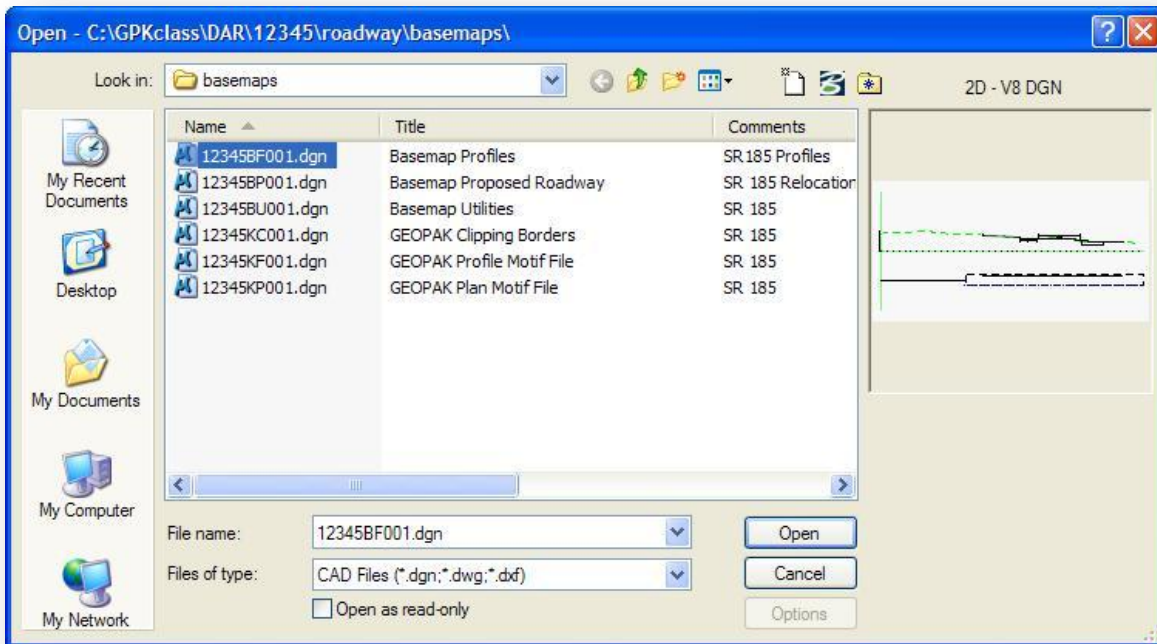 Open - C:\GPKclass\DAR\12345\roadway\basemaps\
Look in: basemaps
2D - V8 DGN
Name Title Comments
12345BF001.dgn Basemap Profiles SR185 Profiles
12345BP001.dgn Basemap Proposed Roadway SR 185 Relocation
12345BU001.dgn Basemap Utilities SR 185
12345KC001.dgn GEOPAK Clipping Borders SR 185
12345KF001.dgn GEOPAK Profile Motif File SR 185
12345KP001.dgn GEOPAK Plan Motif File SR 185
My Recent
Documents
Desktop
My Documents
My Computer
My Network
File name: 12345BF001.dgn Open
Files of type: CAD Files (*.dgn;*.dwg;*.dxf) Cancel
Open as read-only Options